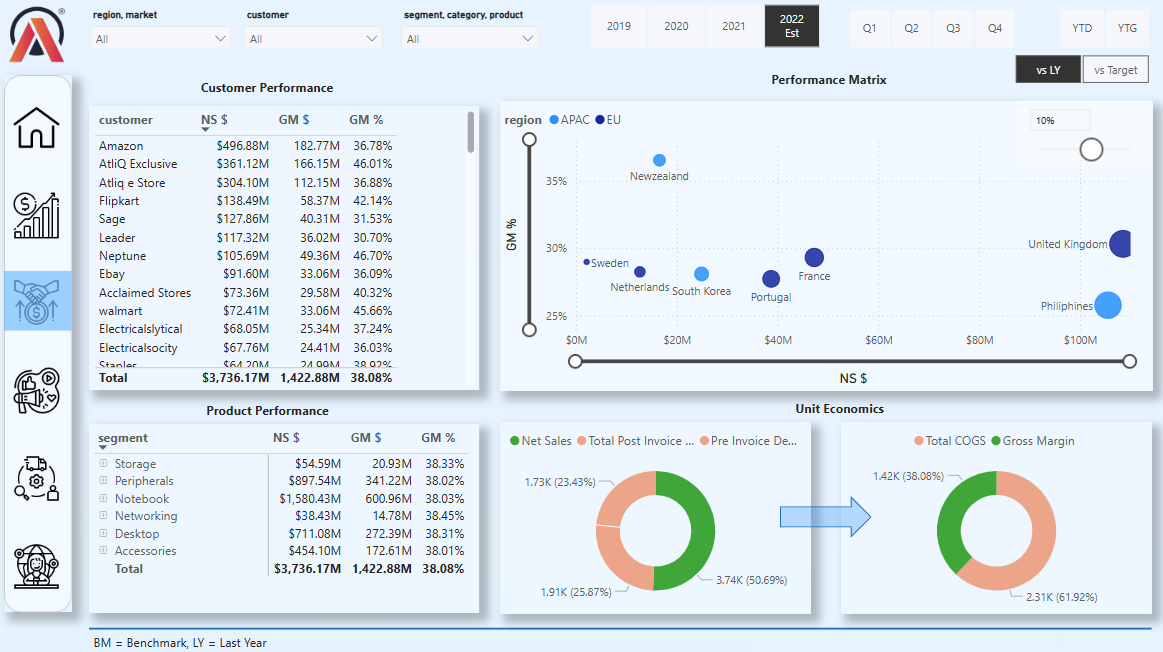 region, market
customer
segment, category, product
All
All
All
2019
2020
2021
2022
Est
Q1
Q2
Q3
Q4
YTD
YTG
vs LY
vs Target
Customer Performance
customer NS $ GM $ GM %
Amazon $496.88M 182.77M 36.78%
AtliQ Exclusive $361.12M 166.15M 46.01%
Atliq e Store $304.10M 112.15M 36.88%
Flipkart $138.49M 58.37M 42.14%
Sage $127.86M 40.31M 31.53%
Leader $117.32M 36.02M 30.70%
Neptune $105.69M 49.36M 46.70%
Ebay $91.60M 33.06M 36.09%
Acclaimed Stores $73.36M 29.58M 40.32%
walmart $72.41M 33.06M 45.66%
Electricalslytical $68.05M 25.34M 37.24%
Electricalsocity $67.76M 24.41M 36.03%
Staples $64.20M 24.99M 38.92%
Total $3,736.17M 1,422.88M 38.08%
Performance Matrix
region APAC EU
10%
GM %
35%
30%
25%
Newzealand
United Kingdom
Sweden
Netherlands
South Korea
Portugal
France
Philiphines
$0M $20M $40M $60M $80M $100M
NS $
Product Performance
segment NS $ GM $ GM %
Storage $54.59M 20.93M 38.33%
Peripherals $897.54M 341.22M 38.02%
Notebook $1,580.43M 600.96M 38.03%
Networking $38.43M 14.78M 38.45%
Desktop $711.08M 272.39M 38.31%
Accessories $454.10M 172.61M 38.01%
Total $3,736.17M 1,422.88M 38.08%
Unit Economics
Net Sales Total Post Invoice ... Pre Invoice De...
1.73K (23.43%)
3.74K (50.69%)
1.91K (25.87%)
Total COGS Gross Margin
1.42K (38.08%)
2.31K (61.92%)
BM = Benchmark, LY = Last Year